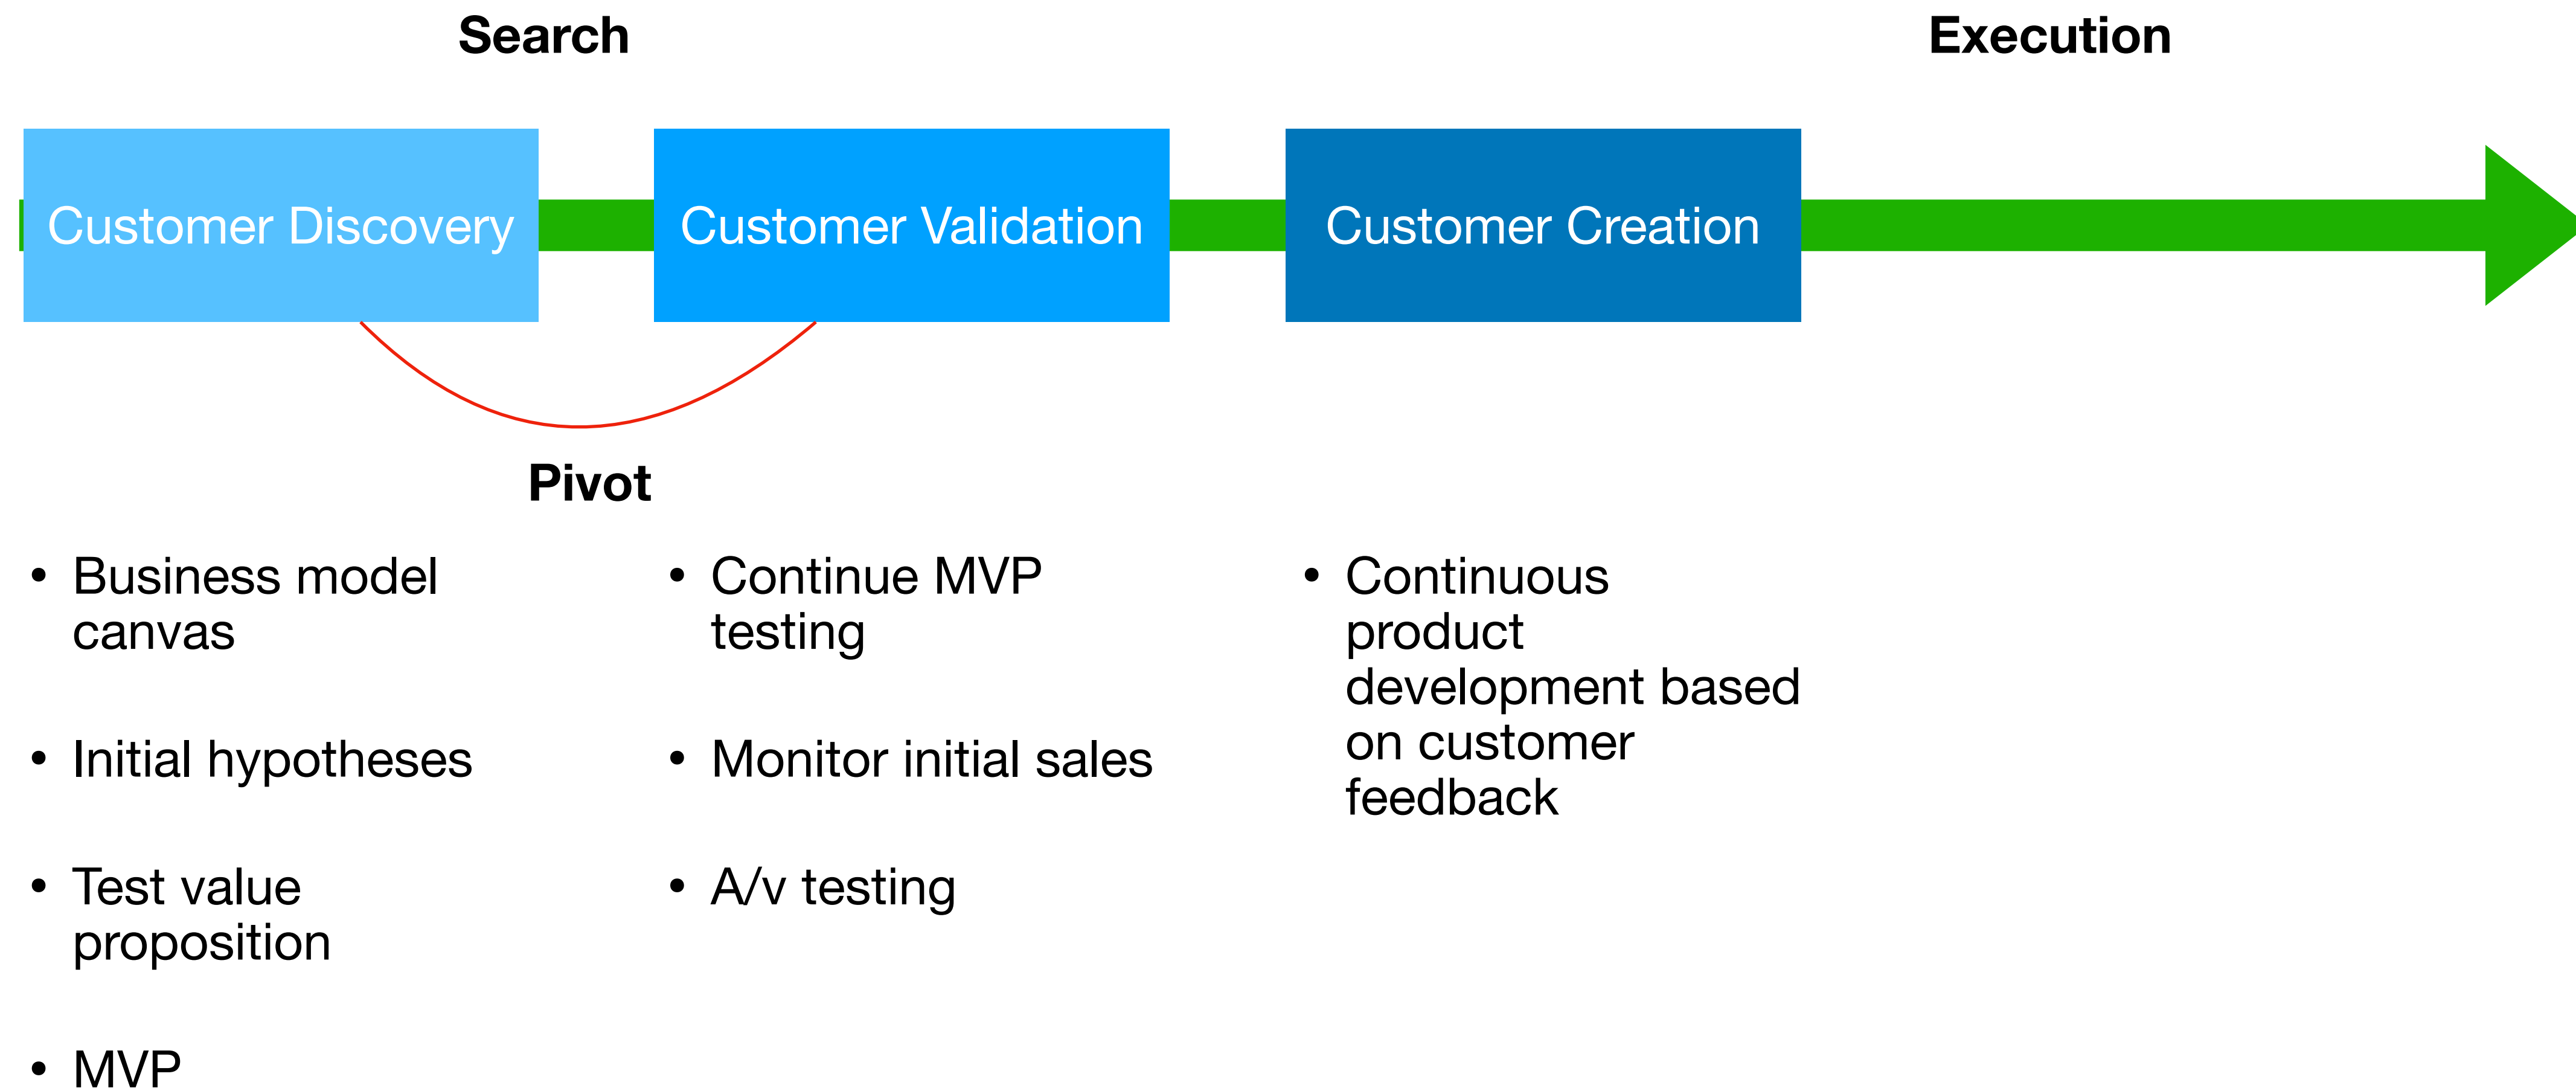 Search
Execution
Customer Discovery
Customer Validation
Customer Creation
Pivot
• Business model
canvas
• Initial hypotheses
• Test value
proposition
• MVP
• Continue MVP
testing
• Monitor initial sales
• A/v testing
• Continuous
product
development based
on customer
feedback